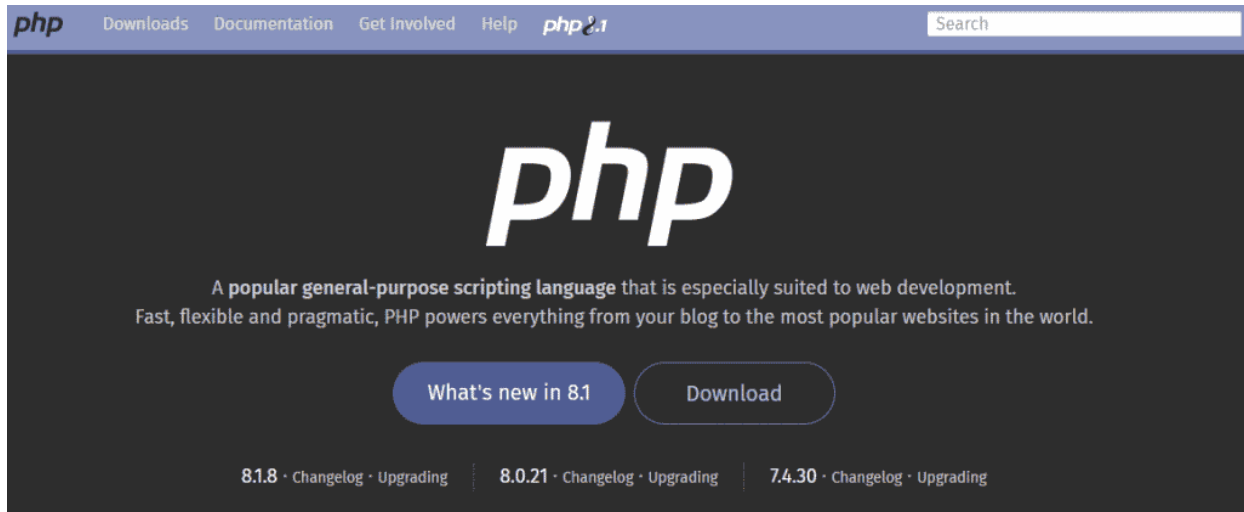 php Downloads Documentation Get Involved Help php8.1 Search
php
A popular general-purpose scripting language that is especially suited to web development.
Fast, flexible and pragmatic, PHP powers everything from your blog to the most popular websites in the world.
What's new in 8.1 Download
8.1.8 · Changelog · Upgrading 8.0.21 · Changelog · Upgrading 7.4.30 · Changelog · Upgrading